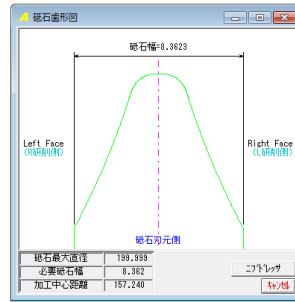 砥石歯形図
砥石幅=8.3623
Left Face
(R研削側)
Right Face
(L研削側)
砥石刃元側
砥石最大直径 199.999
必要砥石幅 8.362
加工中心距離 157.240
ニブドレッサ
キャンセル